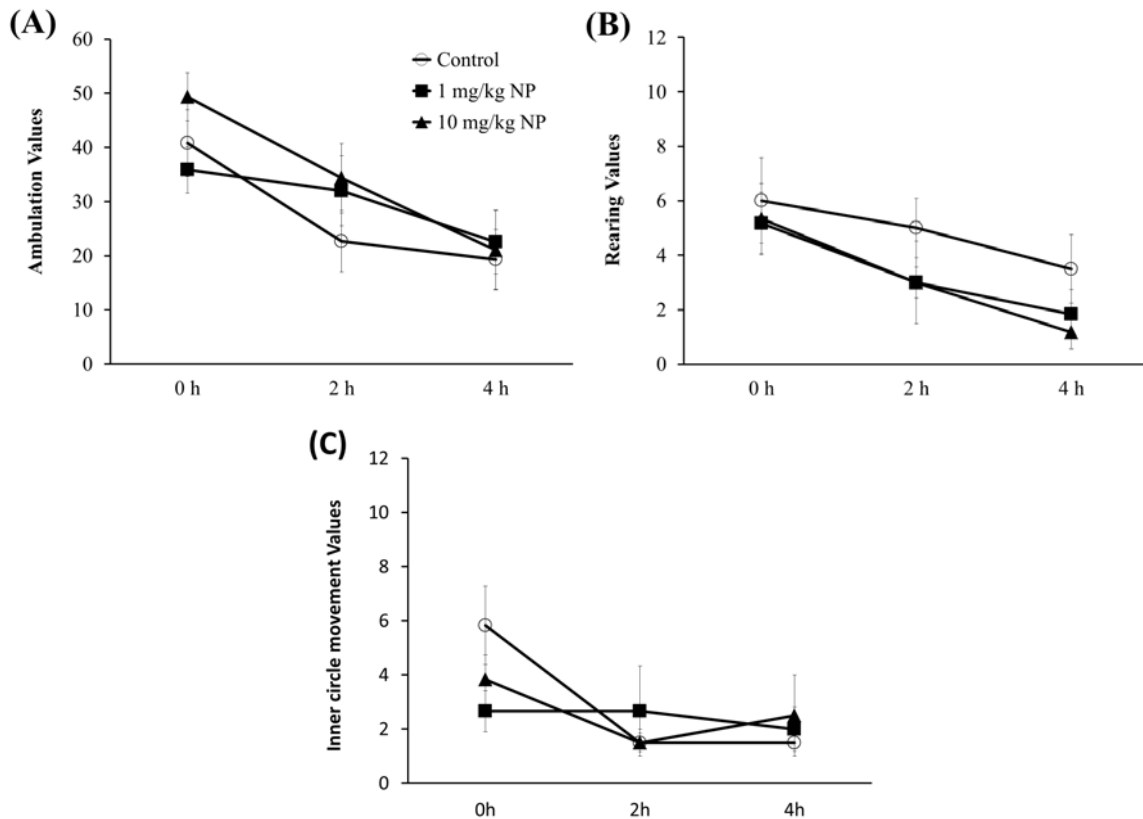 (A)
Ambulation Values
60
50
40
30
20
10
0
0 h
2 h
4 h
Control
1 mg/kg NP
10 mg/kg NP
(B)
Rearing Values
12
10
8
6
4
2
0
0 h
2 h
4 h
(C)
Inner circle movement Values
12
10
8
6
4
2
0
0h
2h
4h